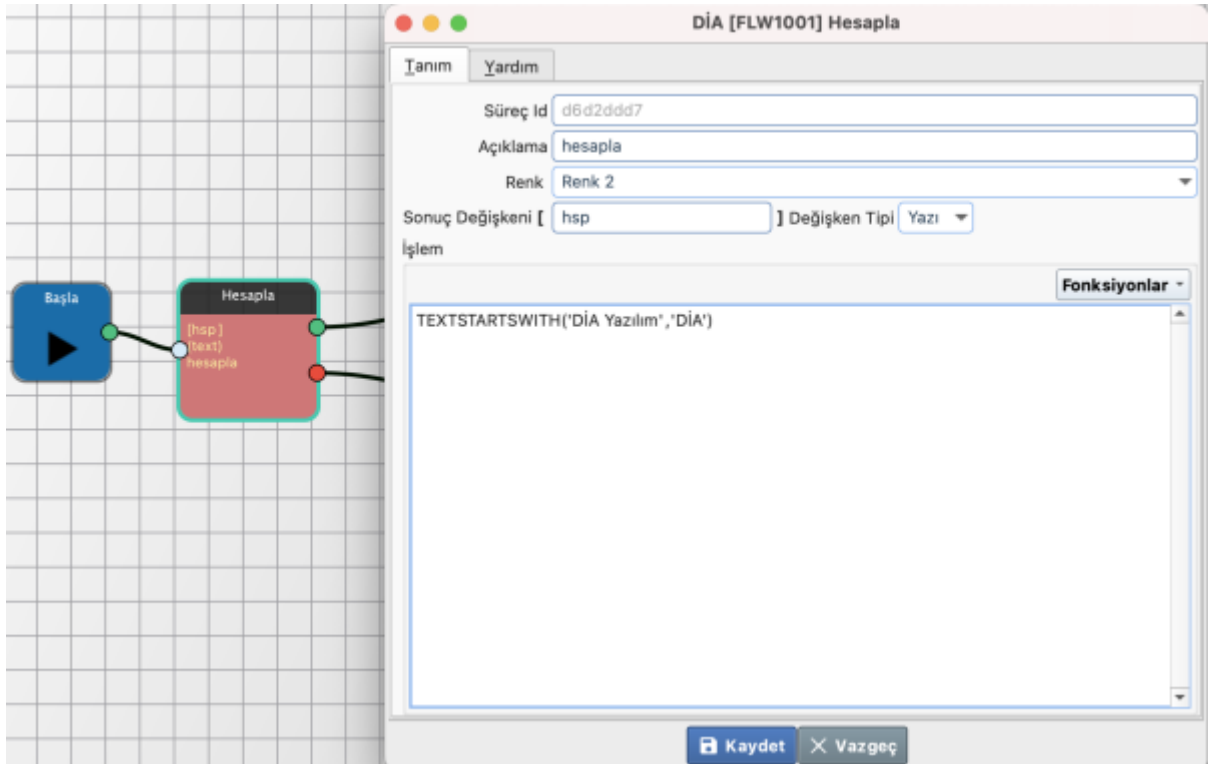 DİA [FLW1001] Hesapla
Tanım Yardım
Süreç Id d6d2ddd7
Açıklama hesapla
Renk Renk 2
Sonuç Değişkeni [ hsp ] Değişken Tipi Yazı
İşlem
Fonksiyonlar
TEXTSTARTSWITH('DİA Yazılım','DİA')
Başla
Hesapla
[hsp]
(text)
hesapla
Kaydet Vazgeç